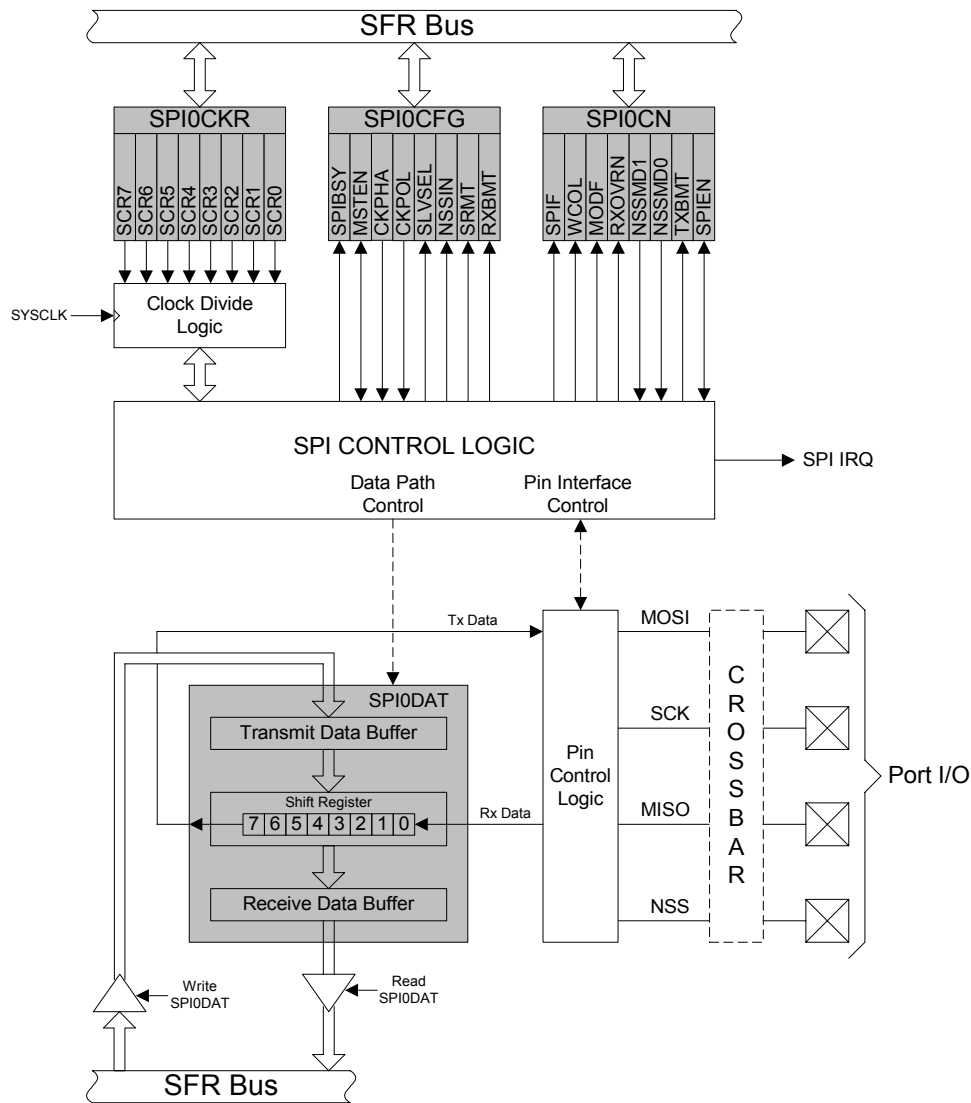 SFR Bus
SPI0CKR
SCR7
SCR6
SCR5
SCR4
SCR3
SCR2
SCR1
SCR0
SPI0CFG
SPIBSY
MSTEN
CKPHA
CKPOL
SLVSEL
NSSIN
SRMT
RXBMT
SPI0CN
SPIF
WCOL
MODF
RXOVRN
NSSMD1
NSSMD0
TXBMT
SPIEN
SYSCLK
Clock Divide
Logic
SPI CONTROL LOGIC
Data Path
Control
Pin Interface
Control
SPI IRQ
Tx Data
SPI0DAT
Transmit Data Buffer
Shift Register
7 6 5 4 3 2 1 0
Rx Data
Receive Data Buffer
Pin
Control
Logic
MOSI
SCK
MISO
NSS
CROSSBAR
Port I/O
Write
SPI0DAT
Read
SPI0DAT
SFR Bus